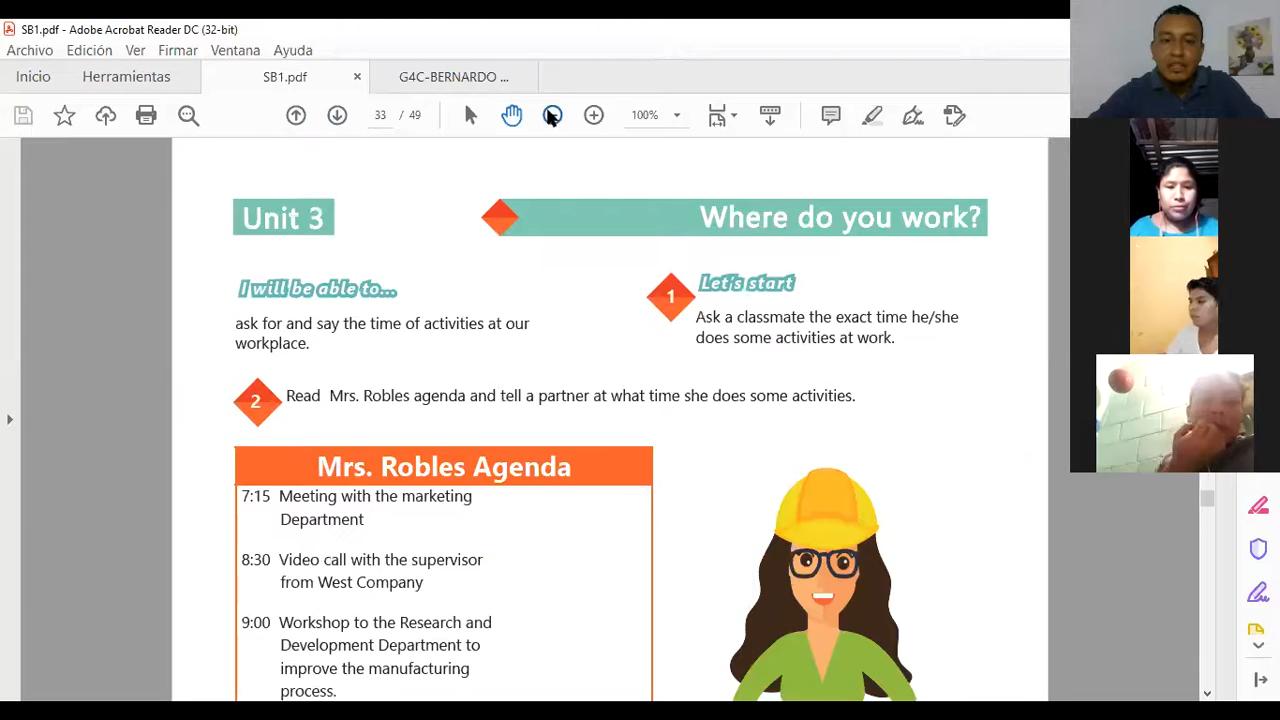 SB1.pdf - Adobe Acrobat Reader DC (32-bit)
Archivo Edición Ver Firmar Ventana Ayuda
Inicio Herramientas SB1.pdf × G4C-BERNARDO ...
33 / 49 100%
Unit 3 Where do you work?
I will be able to...
ask for and say the time of activities at our
workplace.
1 Let's start
Ask a classmate the exact time he/she
does some activities at work.
2 Read Mrs. Robles agenda and tell a partner at what time she does some activities.
Mrs. Robles Agenda
7:15 Meeting with the marketing
Department
8:30 Video call with the supervisor
from West Company
9:00 Workshop to the Research and
Development Department to
improve the manufacturing
process.